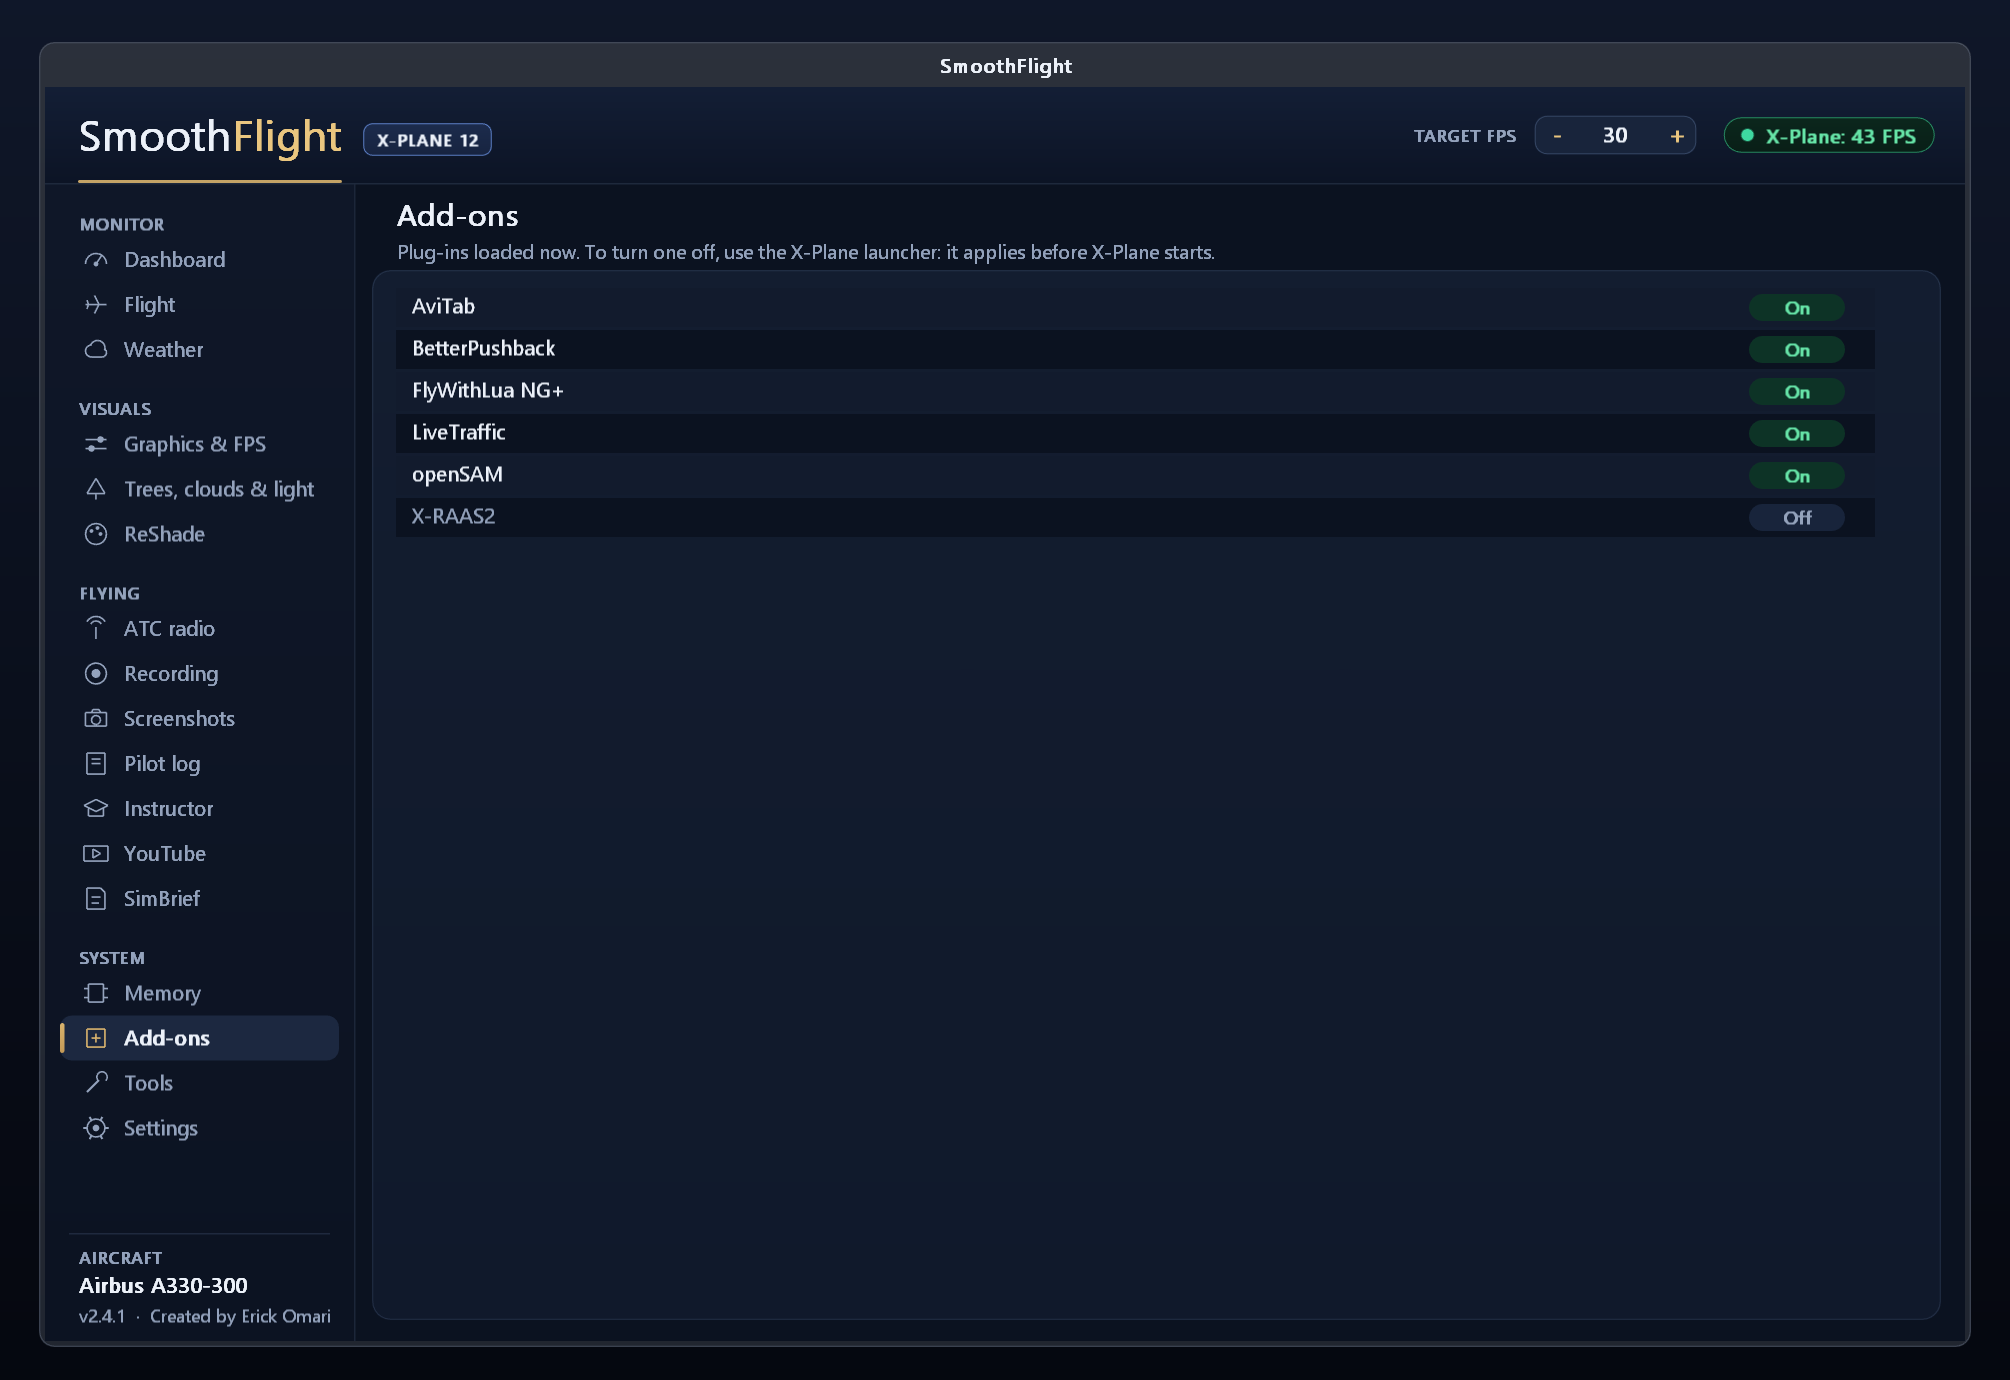 SmoothFlight
SmoothFlight
X-PLANE 12
TARGET FPS
- 30 +
X-Plane: 43 FPS
MONITOR
Dashboard
Flight
Weather
VISUALS
Graphics & FPS
Trees, clouds & light
ReShade
FLYING
ATC radio
Recording
Screenshots
Pilot log
Instructor
YouTube
SimBrief
SYSTEM
Memory
Add-ons
Tools
Settings
AIRCRAFT
Airbus A330-300
v2.4.1 · Created by Erick Omari
Add-ons
Plug-ins loaded now. To turn one off, use the X-Plane launcher: it applies before X-Plane starts.
AviTab On
BetterPushback On
FlyWithLua NG+ On
LiveTraffic On
openSAM On
X-RAAS2 Off